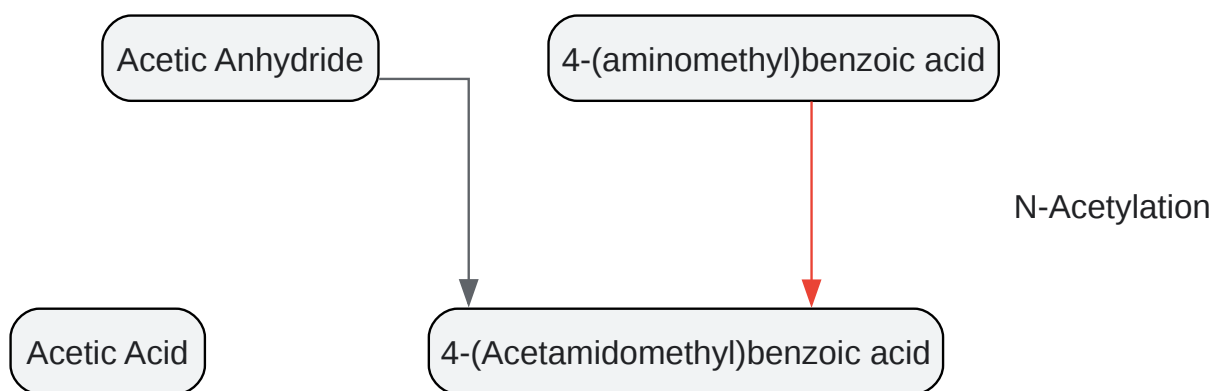 Acetic Anhydride
4-(aminomethyl)benzoic acid
N-Acetylation
Acetic Acid
4-(Acetamidomethyl)benzoic acid